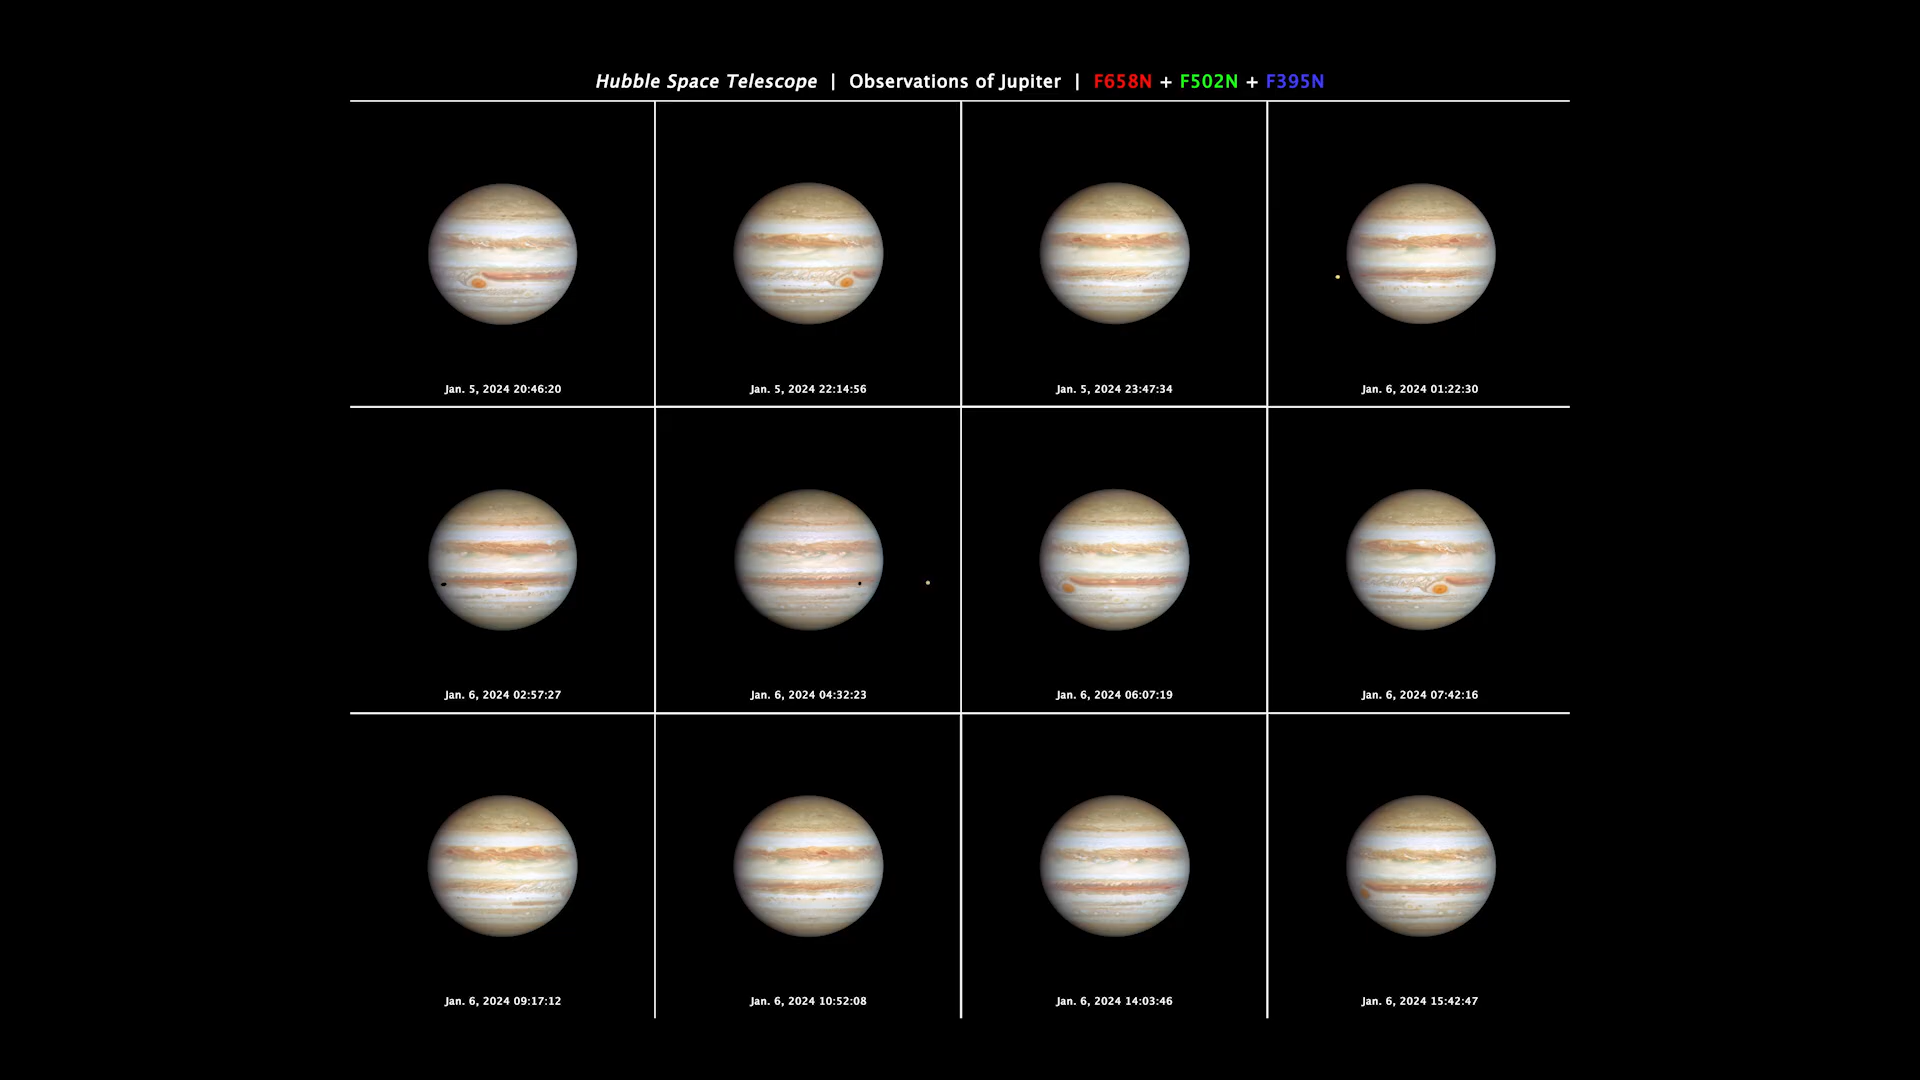 Hubble Space Telescope | Observations of Jupiter | F658N + F502N + F395N
Jan. 5, 2024 20:46:20
Jan. 5, 2024 22:14:56
Jan. 5, 2024 23:47:34
Jan. 6, 2024 01:22:30
Jan. 6, 2024 02:57:27
Jan. 6, 2024 04:32:23
Jan. 6, 2024 06:07:19
Jan. 6, 2024 07:42:16
Jan. 6, 2024 09:17:12
Jan. 6, 2024 10:52:08
Jan. 6, 2024 14:03:46
Jan. 6, 2024 15:42:47